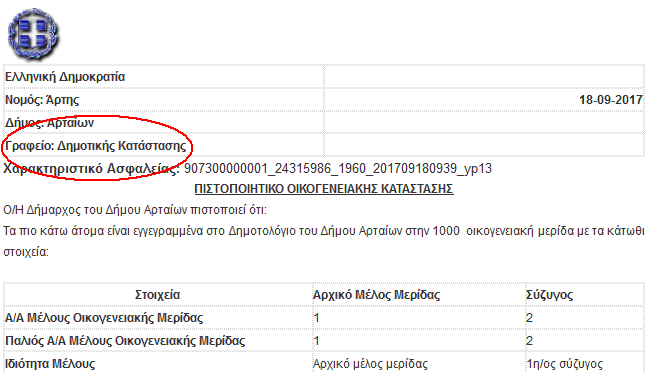 Ελληνική Δημοκρατία
Νομός: Άρτης 18-09-2017
Δήμος: Αρταίων
Γραφείο: Δημοτικής Κατάστασης
Χαρακτηριστικό Ασφαλείας: 907300000001_24315986_1960_201709180939_yp13
ΠΙΣΤΟΠΟΙΗΤΙΚΟ ΟΙΚΟΓΕΝΕΙΑΚΗΣ ΚΑΤΑΣΤΑΣΗΣ
Ο/Η Δήμαρχος του Δήμου Αρταίων πιστοποιεί ότι:
Τα πιο κάτω άτομα είναι εγγεγραμμένα στο Δημοτολόγιο του Δήμου Αρταίων στην 1000 οικογενειακή μερίδα με τα κάτωθι
στοιχεία:
Στοιχεία Αρχικό Μέλος Μερίδας Σύζυγος
Α/Α Μέλους Οικογενειακής Μερίδας 1 2
Παλιός Α/Α Μέλους Οικογενειακής Μερίδας 1 2
Ιδιότητα Μέλους Αρχικό μέλος μερίδας 1η/ος σύζυγος